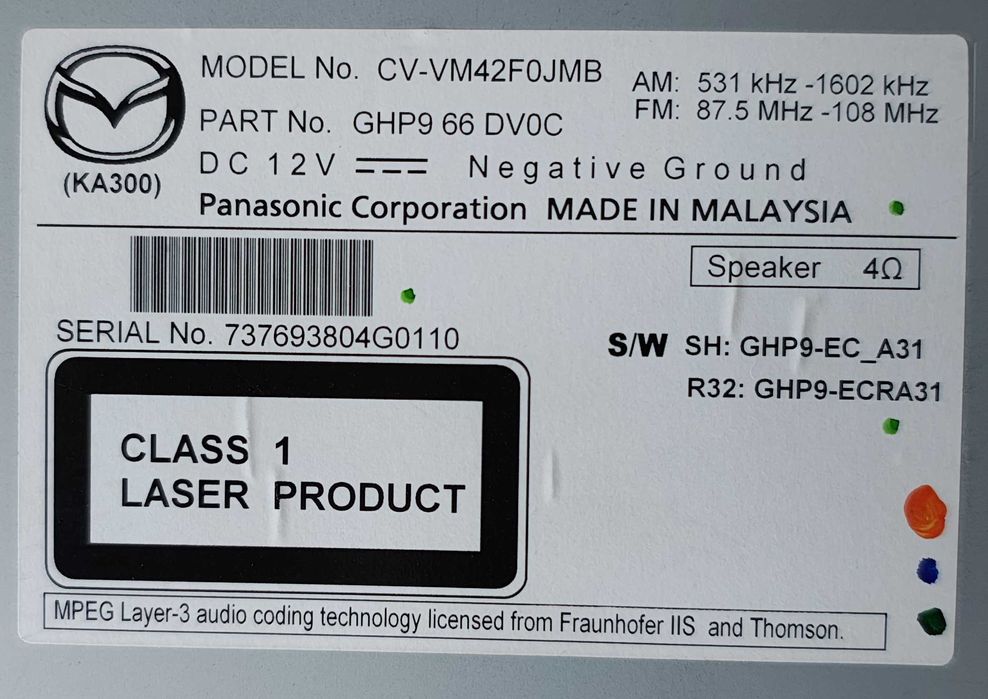 MODEL No. CV-VM42F0JMB
AM: 531 kHz -1602 kHz
FM: 87.5 MHz -108 MHz
PART No. GHP9 66 DV0C
DC 12V Negative Ground
(KA300)
Panasonic Corporation MADE IN MALAYSIA
Speaker 4Ω
SERIAL No. 737693804G0110
S/W SH: GHP9-EC_A31
R32: GHP9-ECRA31
CLASS 1
LASER PRODUCT
MPEG Layer-3 audio coding technology licensed from Fraunhofer IIS and Thomson.